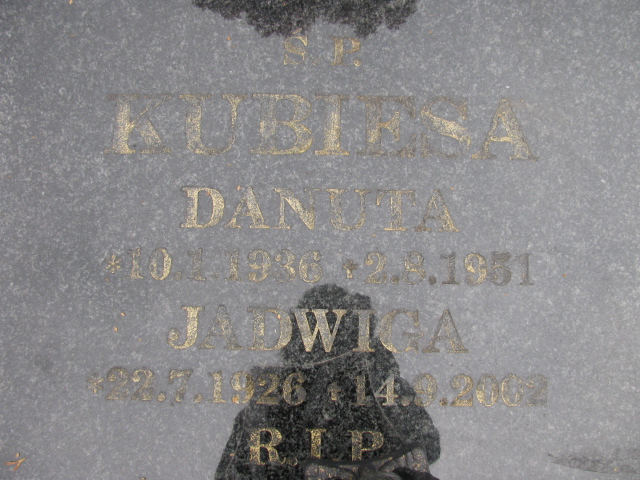 Ś.P.
KUBIESA
DANUTA
*10.1.1936 +2.8.1951
JADWIGA
*22.7.1926 +14.9.2002
R.I.P.